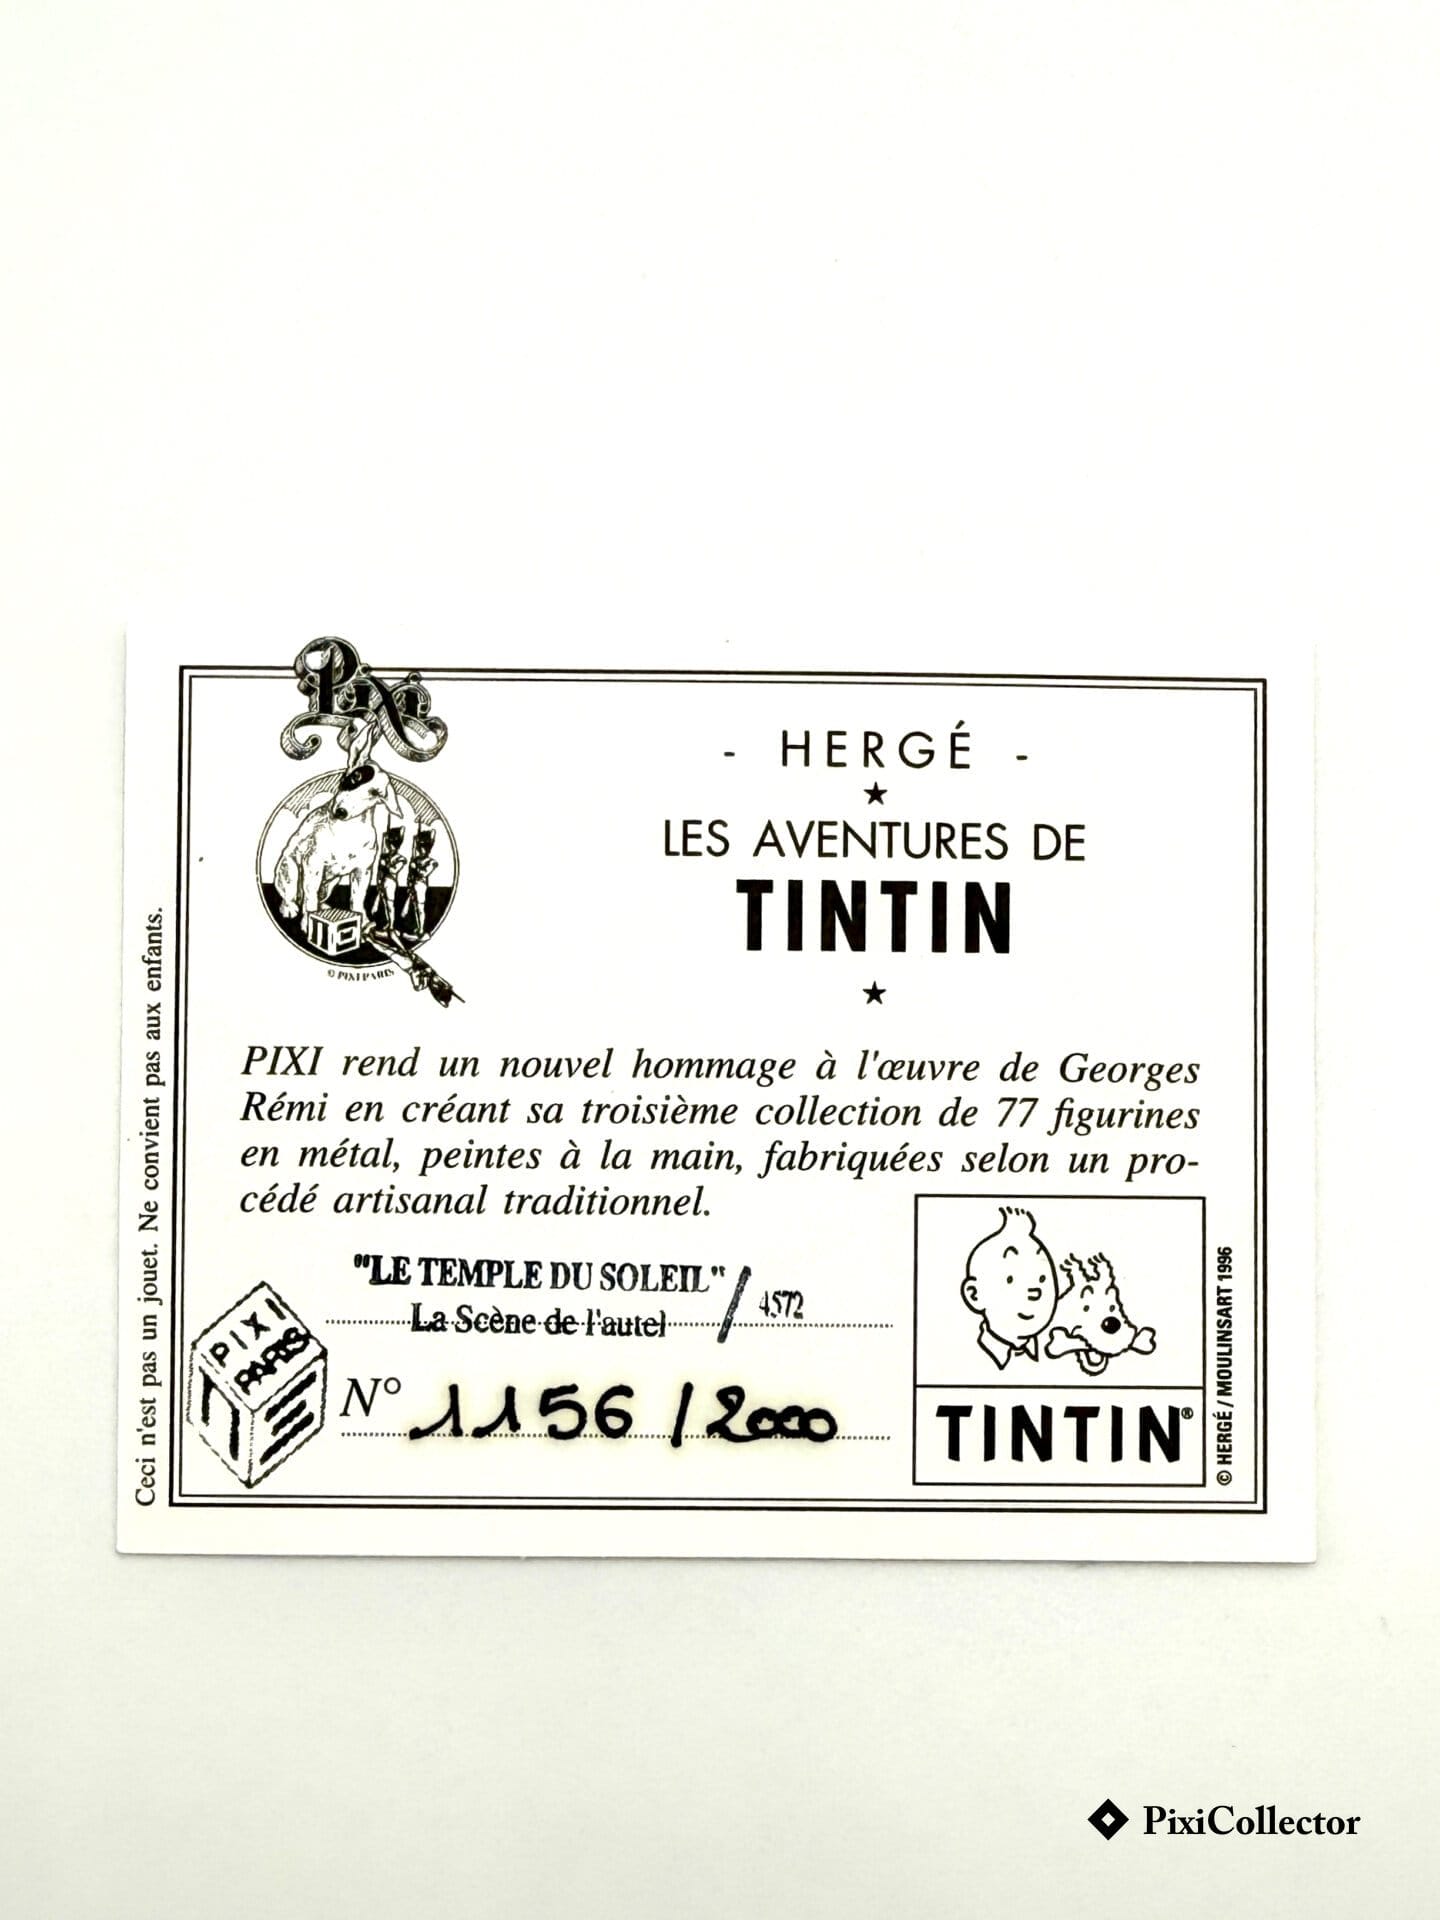 Pixi
© PIXI PARIS
- HERGÉ -
LES AVENTURES DE
TINTIN
PIXI rend un nouvel hommage à l'œuvre de Georges
Rémi en créant sa troisième collection de 77 figurines
en métal, peintes à la main, fabriquées selon un pro-
cédé artisanal traditionnel.
"LE TEMPLE DU SOLEIL" / 4572
La Scène de l'autel
PIXI
PARIS
N° 1156 / 2000
TINTIN®
© HERGÉ / MOULINSART 1996
Ceci n'est pas un jouet. Ne convient pas aux enfants.
PixiCollector